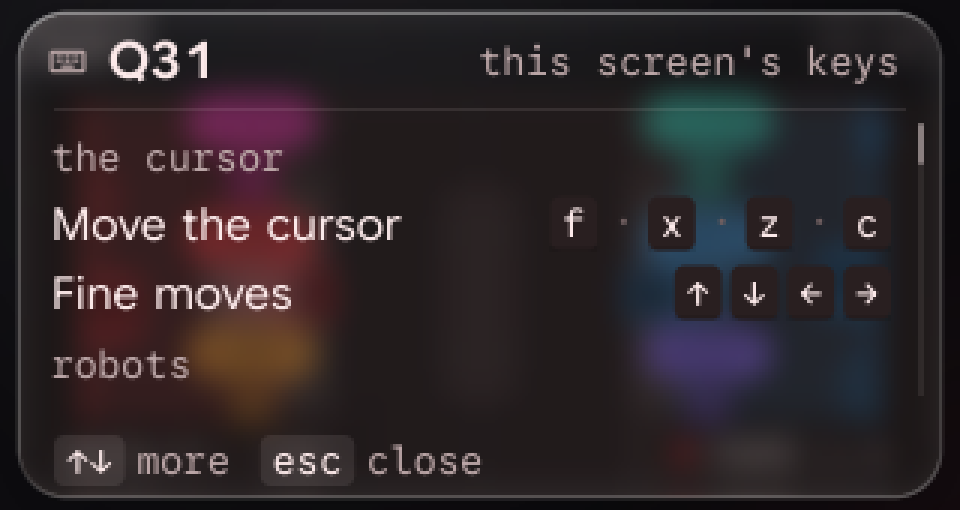 Q31 this screen's keys
the cursor
Move the cursor f · x · z · c
Fine moves ↑ ↓ ← →
robots
↑↓ more esc close